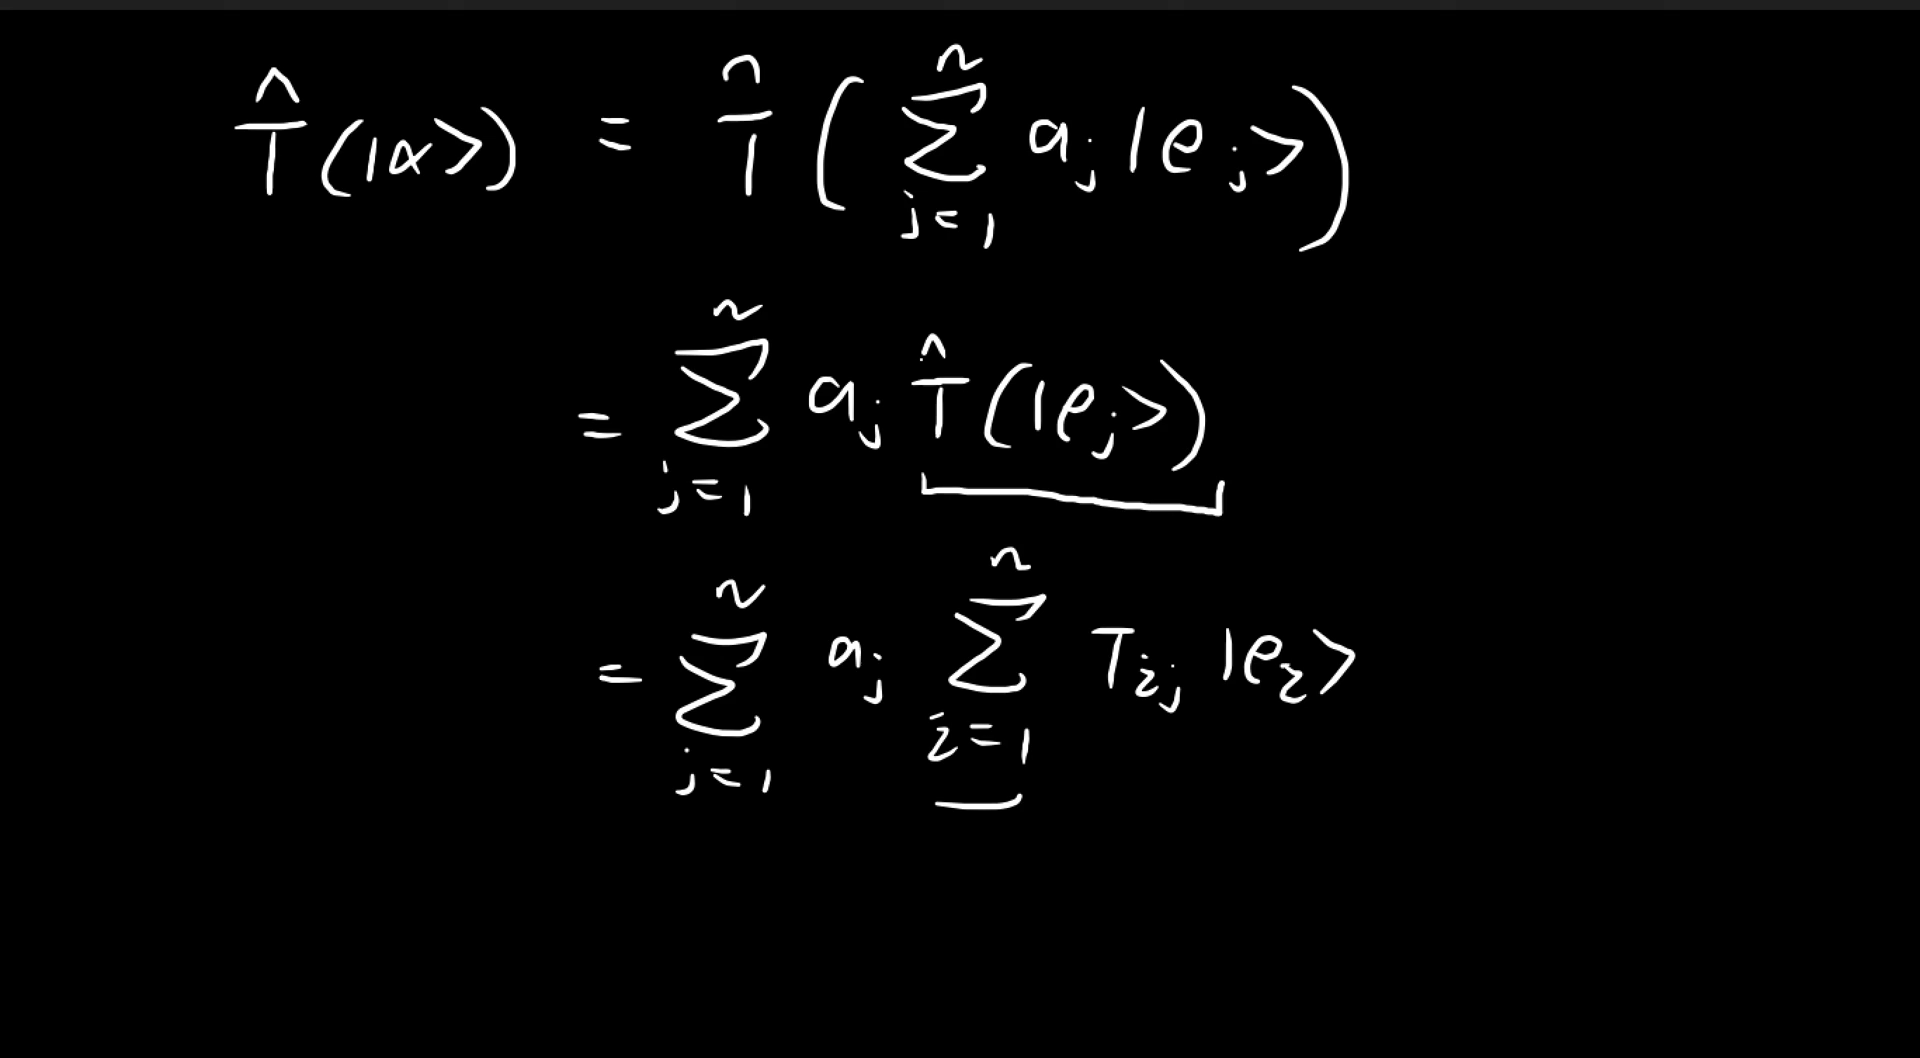 T̂(|α>) = T̂(∑_{j=1}^{n} a_j |e_j>)
= ∑_{j=1}^{n} a_j T̂(|e_j>)
= ∑_{j=1}^{n} a_j ∑_{i=1}^{n} T_{ij} |e_i>